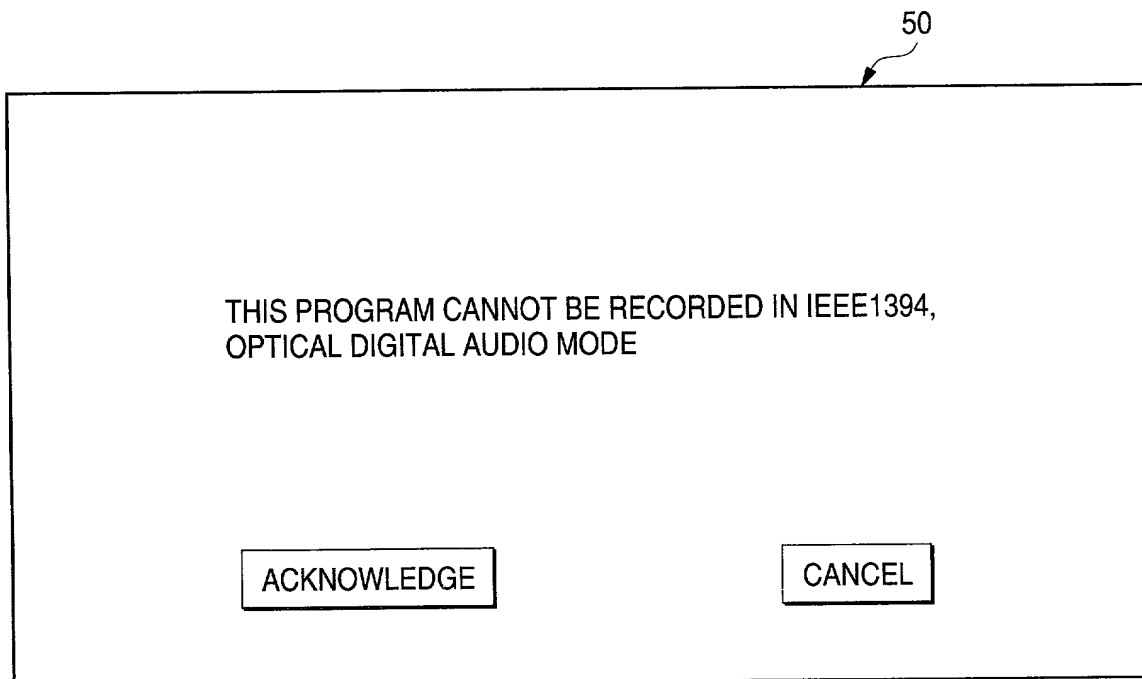 50
THIS PROGRAM CANNOT BE RECORDED IN IEEE1394,
OPTICAL DIGITAL AUDIO MODE
ACKNOWLEDGE
CANCEL